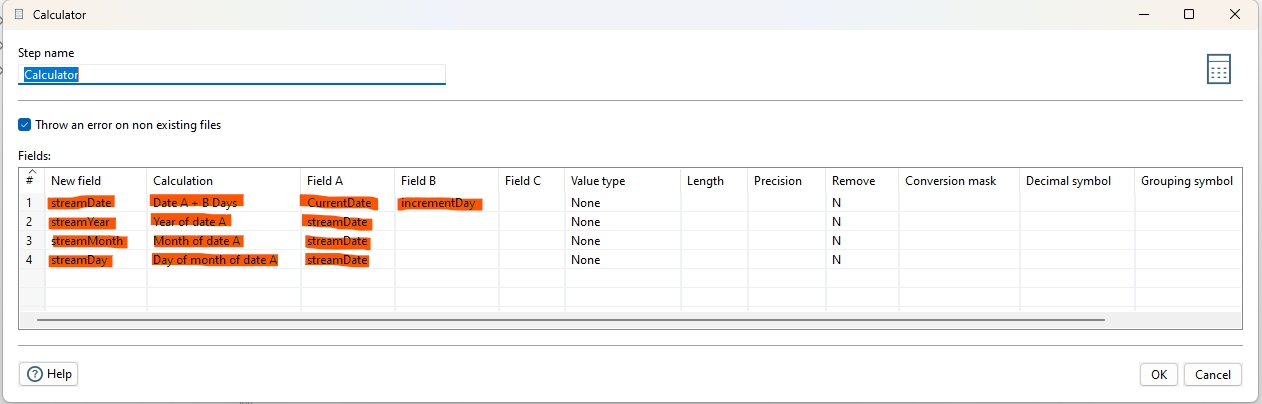 Calculator
Step name
Calculator
Throw an error on non existing files
Fields:
# New field Calculation Field A Field B Field C Value type Length Precision Remove Conversion mask Decimal symbol Grouping symbol
1 streamDate Date A + B Days CurrentDate incrementDay None N
2 streamYear Year of date A streamDate None N
3 streamMonth Month of date A streamDate None N
4 streamDay Day of month of date A streamDate None N
? Help OK Cancel